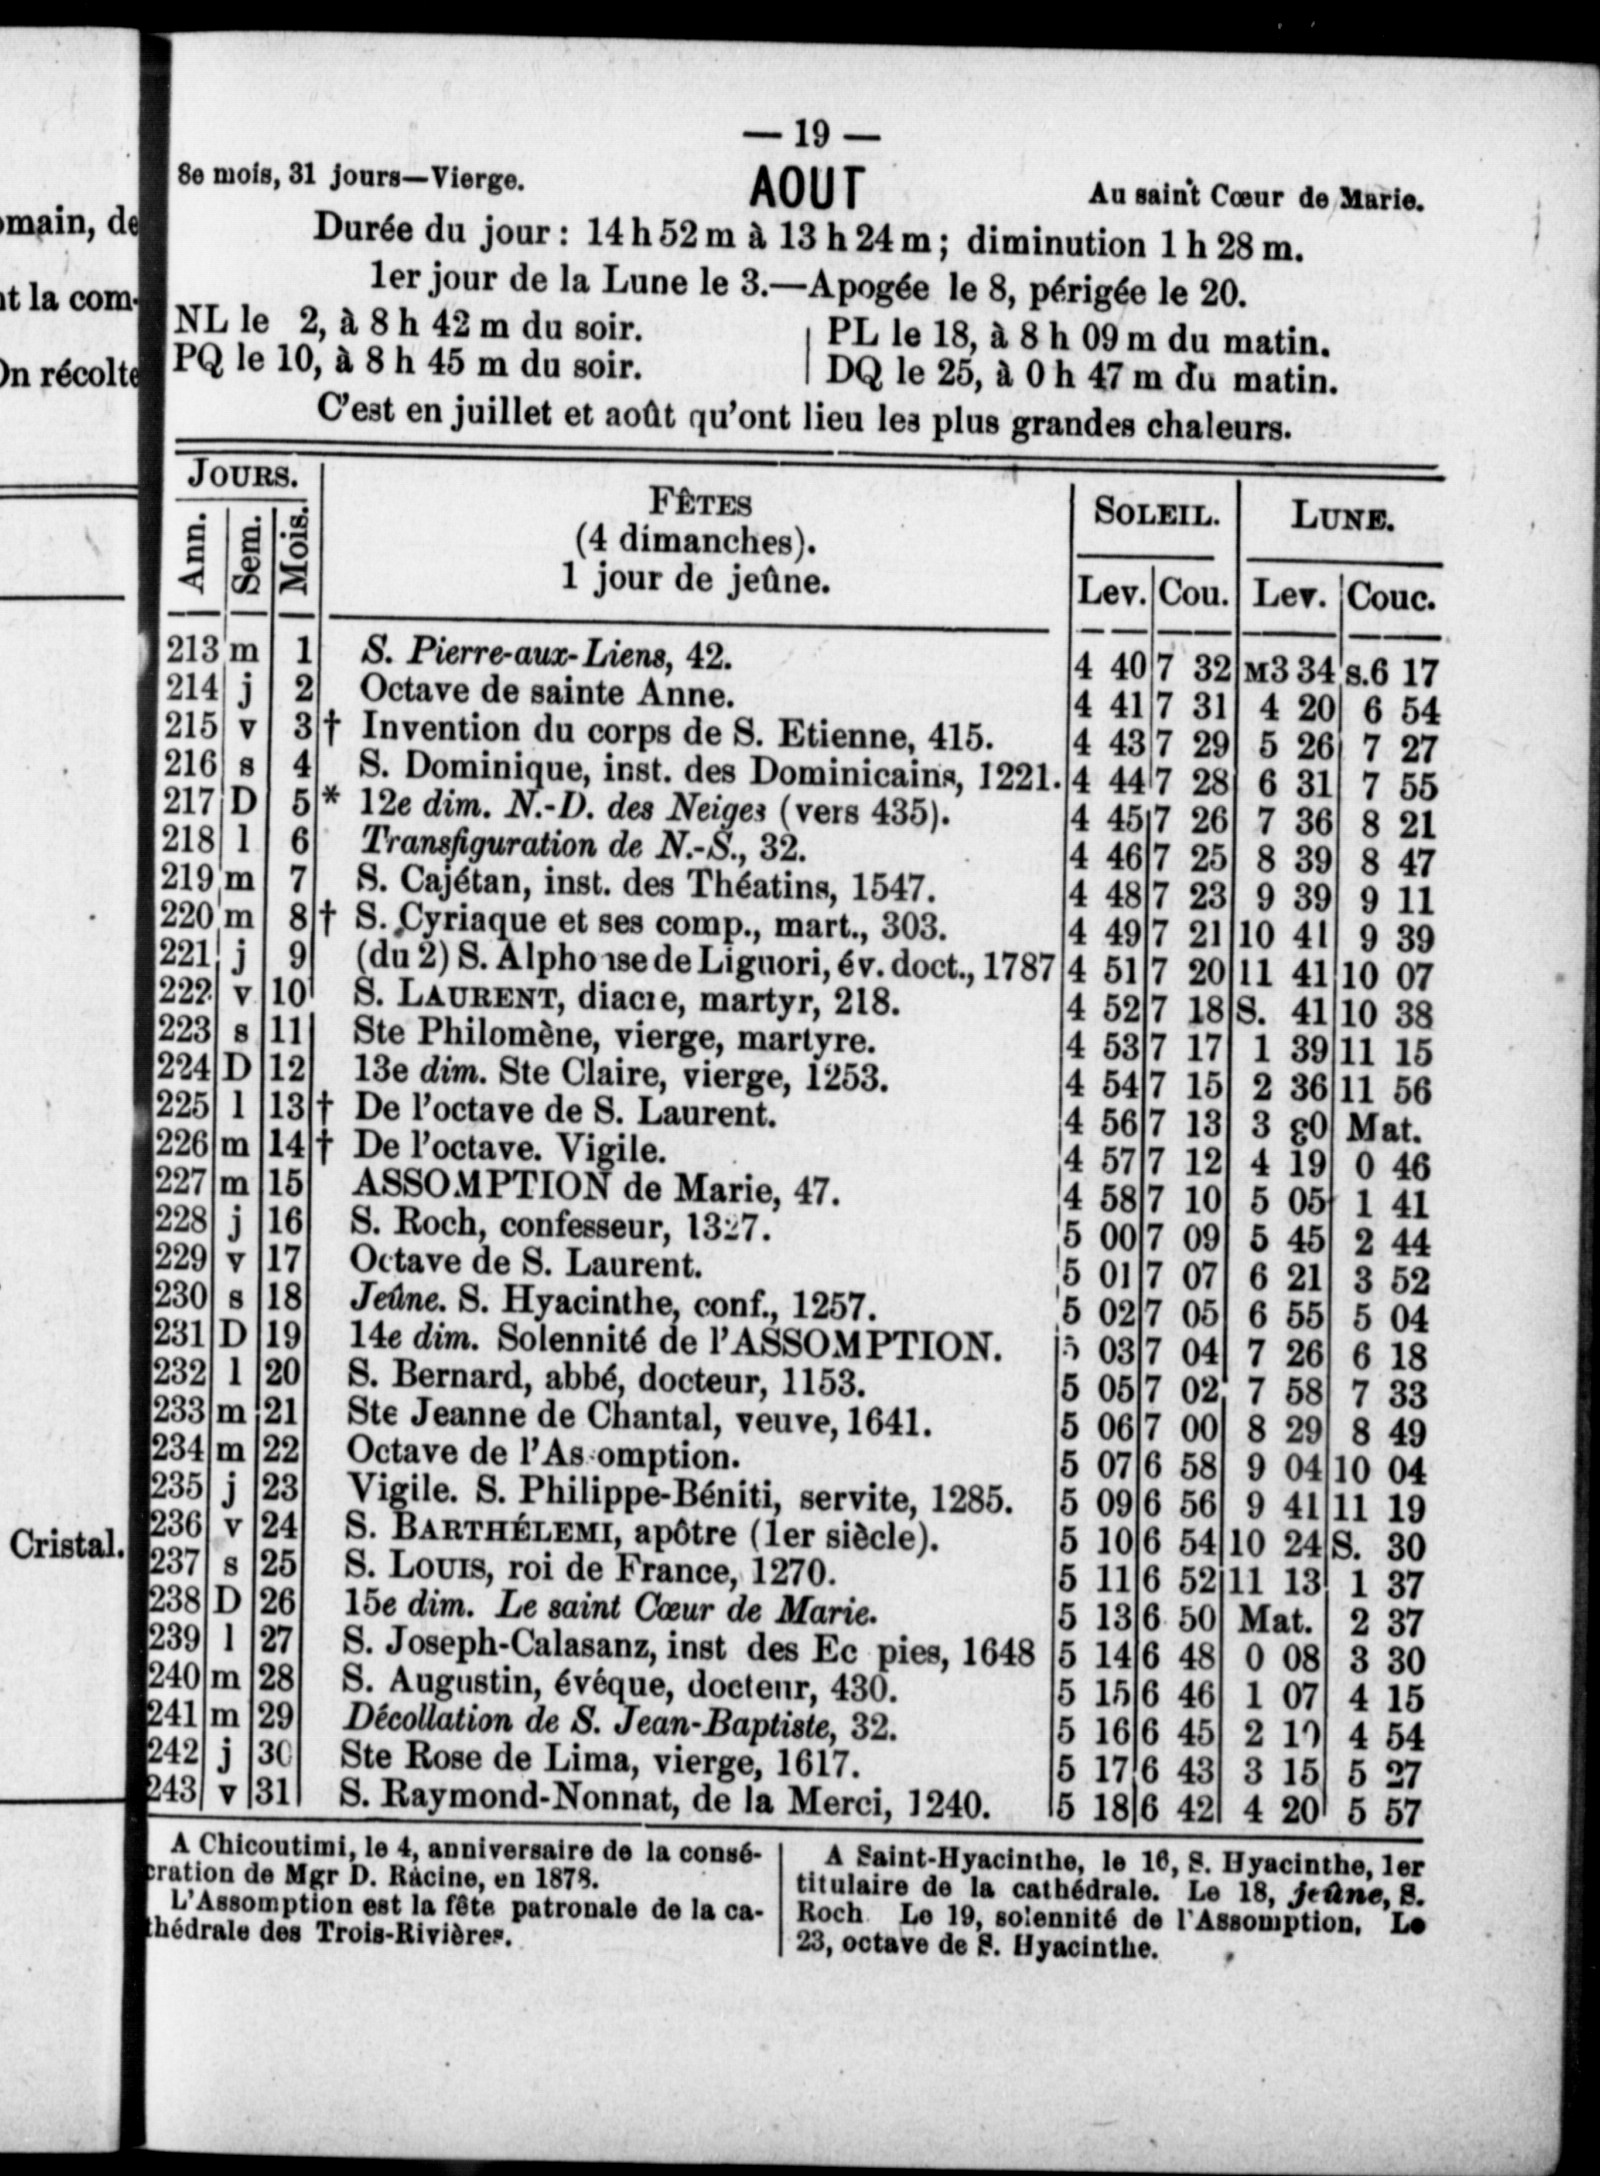 omain, de
nt la com-
On récolte
Cristal.
— 19 —
8e mois, 31 jours—Vierge. AOUT Au saint Cœur de Marie.
Durée du jour : 14 h 52 m à 13 h 24 m ; diminution 1 h 28 m.
1er jour de la Lune le 3.—Apogée le 8, périgée le 20.
NL le 2, à 8 h 42 m du soir. | PL le 18, à 8 h 09 m du matin.
PQ le 10, à 8 h 45 m du soir. | DQ le 25, à 0 h 47 m du matin.
C'est en juillet et août qu'ont lieu les plus grandes chaleurs.
JOURS. FÊTES SOLEIL. LUNE.
(4 dimanches).
Ann. Sem. Mois. 1 jour de jeûne. Lev. Cou. Lev. Couc.
213 m 1 S. Pierre-aux-Liens, 42. 4 40 7 32 M3 34 S.6 17
214 j 2 Octave de sainte Anne. 4 41 7 31 4 20 6 54
215 v 3 † Invention du corps de S. Etienne, 415. 4 43 7 29 5 26 7 27
216 s 4 S. Dominique, inst. des Dominicains, 1221. 4 44 7 28 6 31 7 55
217 D 5 * 12e dim. N.-D. des Neiges (vers 435). 4 45 7 26 7 36 8 21
218 l 6 Transfiguration de N.-S., 32. 4 46 7 25 8 39 8 47
219 m 7 S. Cajétan, inst. des Théatins, 1547. 4 48 7 23 9 39 9 11
220 m 8 † S. Cyriaque et ses comp., mart., 303. 4 49 7 21 10 41 9 39
221 j 9 (du 2) S. Alphonse de Liguori, év. doct., 1787 4 51 7 20 11 41 10 07
222 v 10 S. LAURENT, diacre, martyr, 218. 4 52 7 18 S. 41 10 38
223 s 11 Ste Philomène, vierge, martyre. 4 53 7 17 1 39 11 15
224 D 12 13e dim. Ste Claire, vierge, 1253. 4 54 7 15 2 36 11 56
225 l 13 † De l'octave de S. Laurent. 4 56 7 13 3 30 Mat.
226 m 14 † De l'octave. Vigile. 4 57 7 12 4 19 0 46
227 m 15 ASSOMPTION de Marie, 47. 4 58 7 10 5 05 1 41
228 j 16 S. Roch, confesseur, 1327. 5 00 7 09 5 45 2 44
229 v 17 Octave de S. Laurent. 5 01 7 07 6 21 3 52
230 s 18 Jeûne. S. Hyacinthe, conf., 1257. 5 02 7 05 6 55 5 04
231 D 19 14e dim. Solennité de l'ASSOMPTION. 5 03 7 04 7 26 6 18
232 l 20 S. Bernard, abbé, docteur, 1153. 5 05 7 02 7 58 7 33
233 m 21 Ste Jeanne de Chantal, veuve, 1641. 5 06 7 00 8 29 8 49
234 m 22 Octave de l'As omption. 5 07 6 58 9 04 10 04
235 j 23 Vigile. S. Philippe-Béniti, servite, 1285. 5 09 6 56 9 41 11 19
236 v 24 S. BARTHÉLEMI, apôtre (1er siècle). 5 10 6 54 10 24 S. 30
237 s 25 S. LOUIS, roi de France, 1270. 5 11 6 52 11 13 1 37
238 D 26 15e dim. Le saint Cœur de Marie. 5 13 6 50 Mat. 2 37
239 l 27 S. Joseph-Calasanz, inst des Ec pies, 1648 5 14 6 48 0 08 3 30
240 m 28 S. Augustin, évêque, docteur, 430. 5 15 6 46 1 07 4 15
241 m 29 Décollation de S. Jean-Baptiste, 32. 5 16 6 45 2 10 4 54
242 j 30 Ste Rose de Lima, vierge, 1617. 5 17 6 43 3 15 5 27
243 v 31 S. Raymond-Nonnat, de la Merci, 1240. 5 18 6 42 4 20 5 57
A Chicoutimi, le 4, anniversaire de la consé-
cration de Mgr D. Racine, en 1878.
L'Assomption est la fête patronale de la ca-
thédrale des Trois-Rivières.
A Saint-Hyacinthe, le 16, S. Hyacinthe, 1er
titulaire de la cathédrale. Le 18, jeûne, S.
Roch Le 19, solennité de l'Assomption. Le
23, octave de S. Hyacinthe.